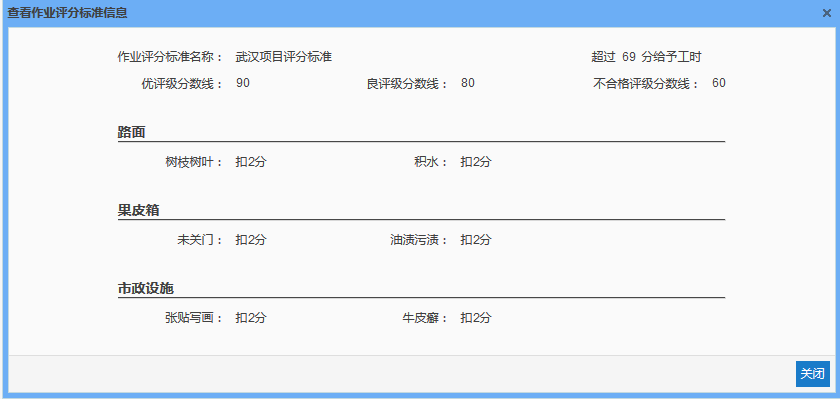 查看作业评分标准信息 ×
作业评分标准名称： 武汉项目评分标准 超过 69 分给予工时
优评级分数线： 90 良评级分数线： 80 不合格评级分数线： 60
路面
树枝树叶： 扣2分 积水： 扣2分
果皮箱
未关门： 扣2分 油渍污渍： 扣2分
市政设施
张贴写画： 扣2分 牛皮癣： 扣2分
关闭